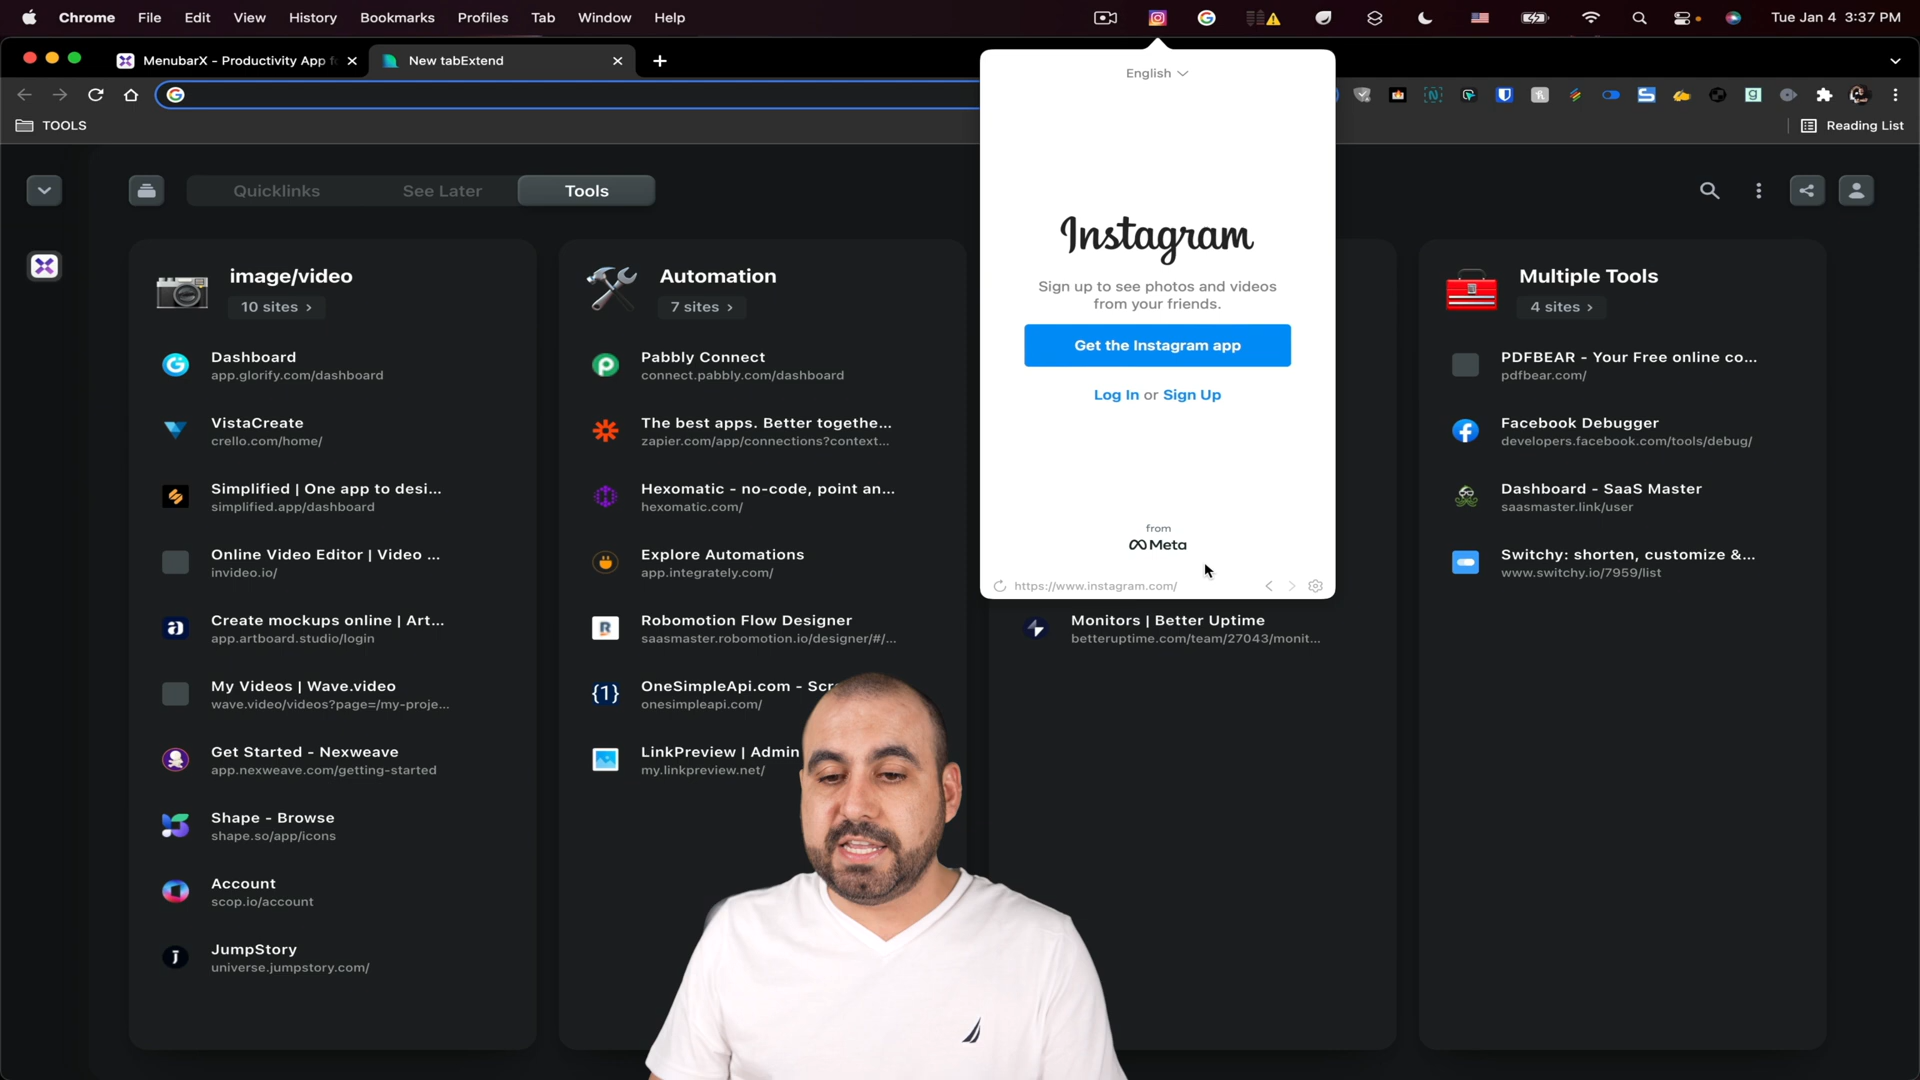 Chrome File Edit View History Bookmarks Profiles Tab Window Help
Tue Jan 4 3:37 PM
MenubarX - Productivity App f
New tabExtend
TOOLS
Reading List
Quicklinks
See Later
Tools
image/video
10 sites >
Dashboard
app.glorify.com/dashboard
VistaCreate
crello.com/home/
Simplified | One app to desi...
simplified.app/dashboard
Online Video Editor | Video ...
invideo.io/
Create mockups online | Art...
app.artboard.studio/login
My Videos | Wave.video
wave.video/videos?page=/my-proje...
Get Started - Nexweave
app.nexweave.com/getting-started
Shape - Browse
shape.so/app/icons
Account
scop.io/account
JumpStory
universe.jumpstory.com/
Automation
7 sites >
Pabbly Connect
connect.pabbly.com/dashboard
The best apps. Better togethe...
zapier.com/app/connections?context...
Hexomatic - no-code, point an...
hexomatic.com/
Explore Automations
app.integrately.com/
Robomotion Flow Designer
saasmaster.robomotion.io/designer/#/...
OneSimpleApi.com - Scr
onesimpleapi.com/
LinkPreview | Admin
my.linkpreview.net/
English
Instagram
Sign up to see photos and videos
from your friends.
Get the Instagram app
Log In or Sign Up
from
Meta
https://www.instagram.com/
Monitors | Better Uptime
betteruptime.com/team/27043/monit...
Multiple Tools
4 sites >
PDFBEAR - Your Free online co...
pdfbear.com/
Facebook Debugger
developers.facebook.com/tools/debug/
Dashboard - SaaS Master
saasmaster.link/user
Switchy: shorten, customize &...
www.switchy.io/7959/list